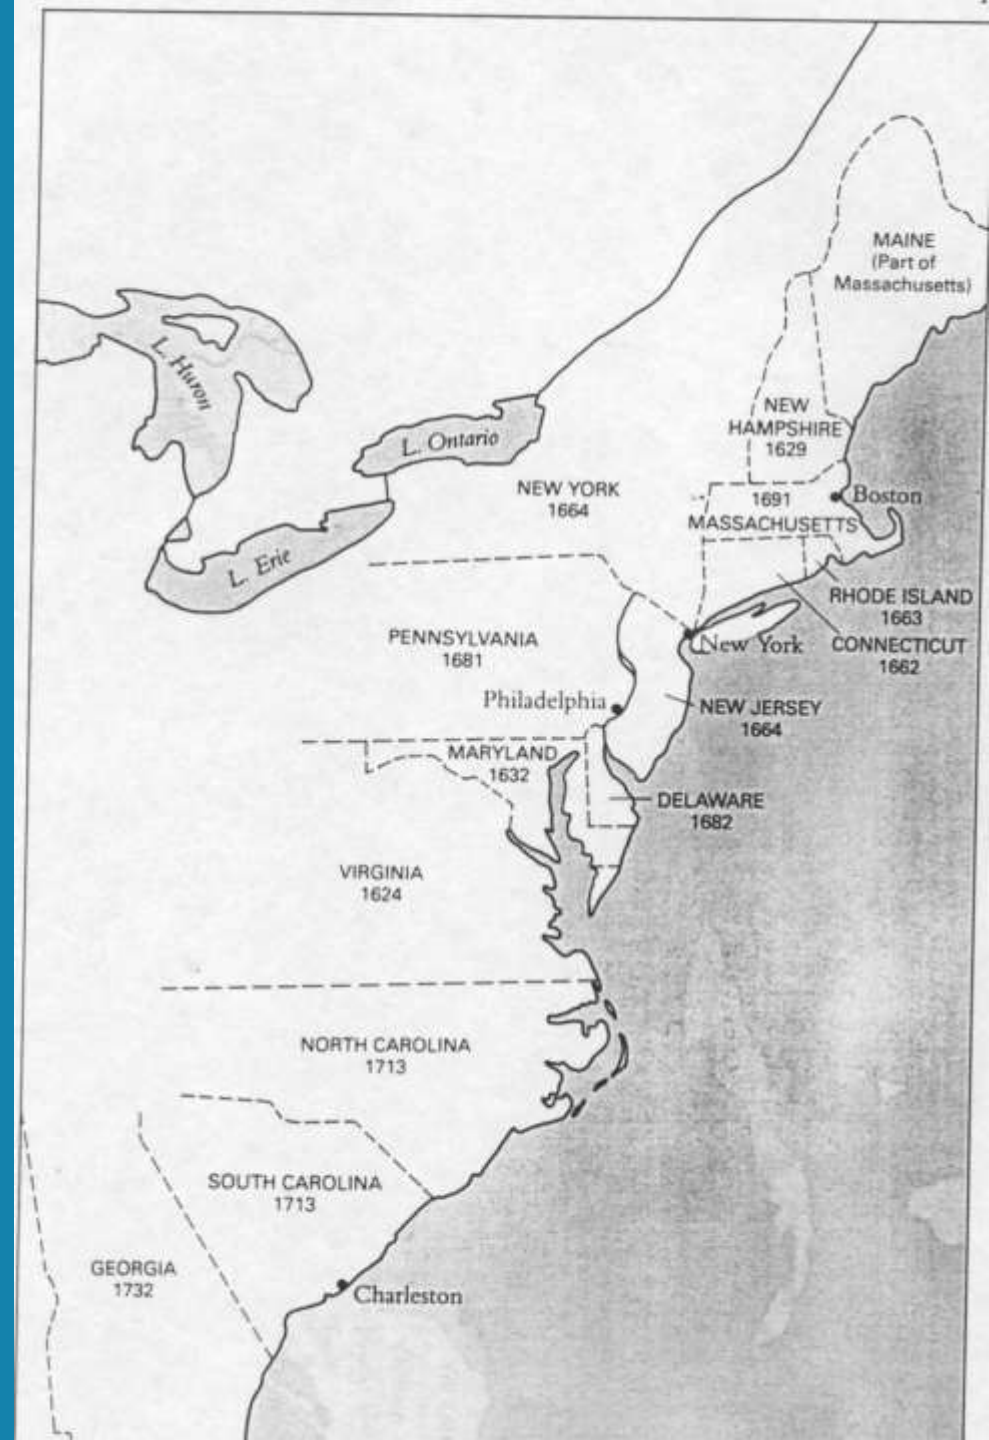 MAINE
(Part of
Massachusetts)
L. Huron
L. Ontario
NEW
HAMPSHIRE
1629
NEW YORK
1664
1691
Boston
MASSACHUSETTS
L. Erie
RHODE ISLAND
1663
PENNSYLVANIA
1681
New York
CONNECTICUT
1662
Philadelphia
NEW JERSEY
1664
MARYLAND
1632
DELAWARE
1682
VIRGINIA
1624
NORTH CAROLINA
1713
SOUTH CAROLINA
1713
GEORGIA
1732
Charleston